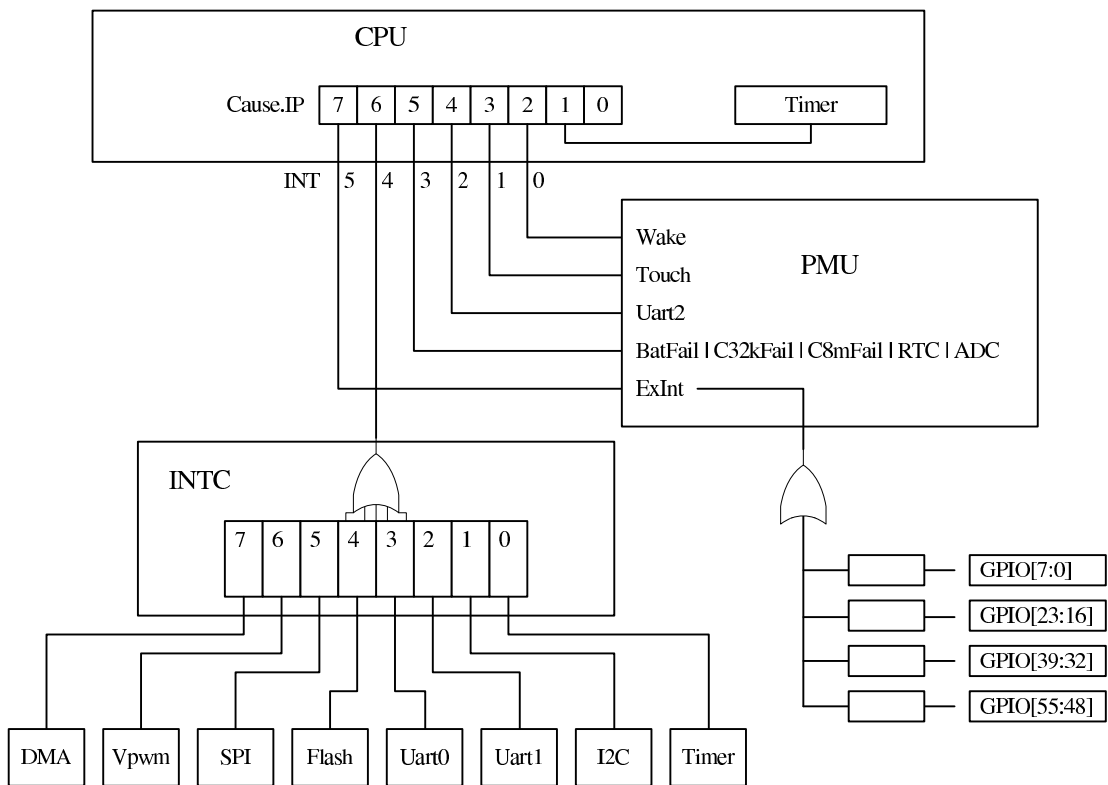 CPU
Cause.IP 7 6 5 4 3 2 1 0 Timer
INT 5 4 3 2 1 0
Wake
PMU
Touch
Uart2
BatFail | C32kFail | C8mFail | RTC | ADC
ExInt
INTC
7 6 5 4 3 2 1 0
GPIO[7:0]
GPIO[23:16]
GPIO[39:32]
GPIO[55:48]
DMA Vpwm SPI Flash Uart0 Uart1 I2C Timer